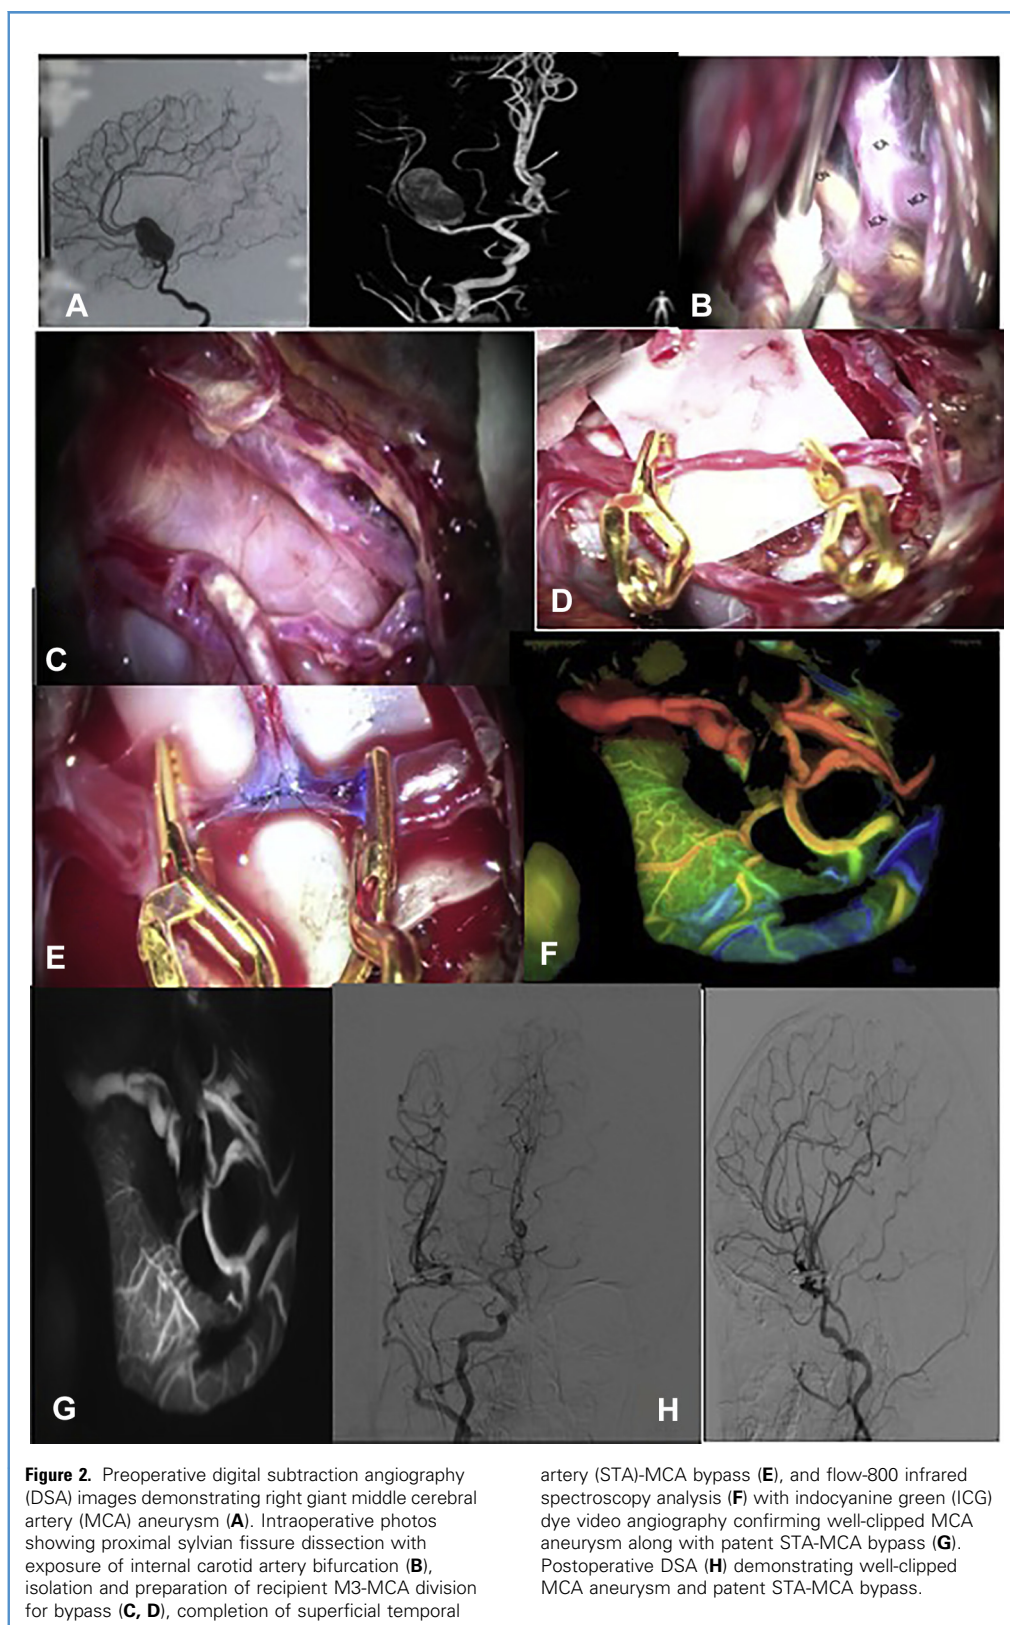 A
B
C
D
E
F
G
H
Figure 2. Preoperative digital subtraction angiography
(DSA) images demonstrating right giant middle cerebral
artery (MCA) aneurysm (A). Intraoperative photos
showing proximal sylvian fissure dissection with
exposure of internal carotid artery bifurcation (B),
isolation and preparation of recipient M3-MCA division
for bypass (C, D), completion of superficial temporal
artery (STA)-MCA bypass (E), and flow-800 infrared
spectroscopy analysis (F) with indocyanine green (ICG)
dye video angiography confirming well-clipped MCA
aneurysm along with patent STA-MCA bypass (G).
Postoperative DSA (H) demonstrating well-clipped
MCA aneurysm and patent STA-MCA bypass.